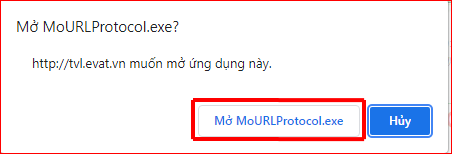 Mở MoURLProtocol.exe?
http://tvl.evat.vn muốn mở ứng dụng này.
Mở MoURLProtocol.exe
Hủy